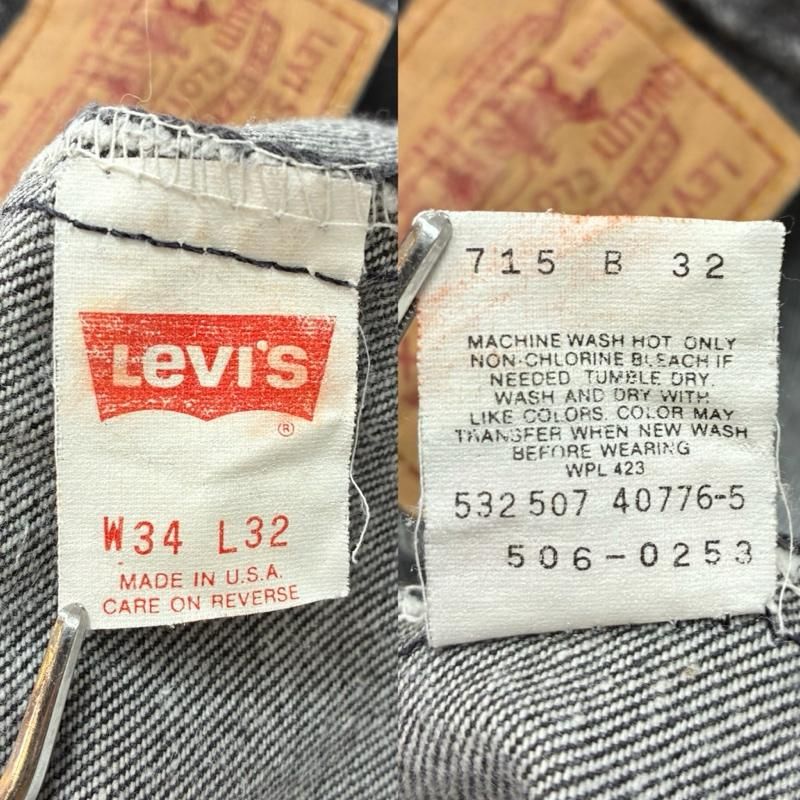 Levi's
®
W34 L32
MADE IN U.S.A.
CARE ON REVERSE
715 B 32
MACHINE WASH HOT ONLY
NON-CHLORINE BLEACH IF
NEEDED TUMBLE DRY.
WASH AND DRY WITH
LIKE COLORS. COLOR MAY
TRANSFER WHEN NEW WASH
BEFORE WEARING
WPL 423
532507 40776-5
506-0253